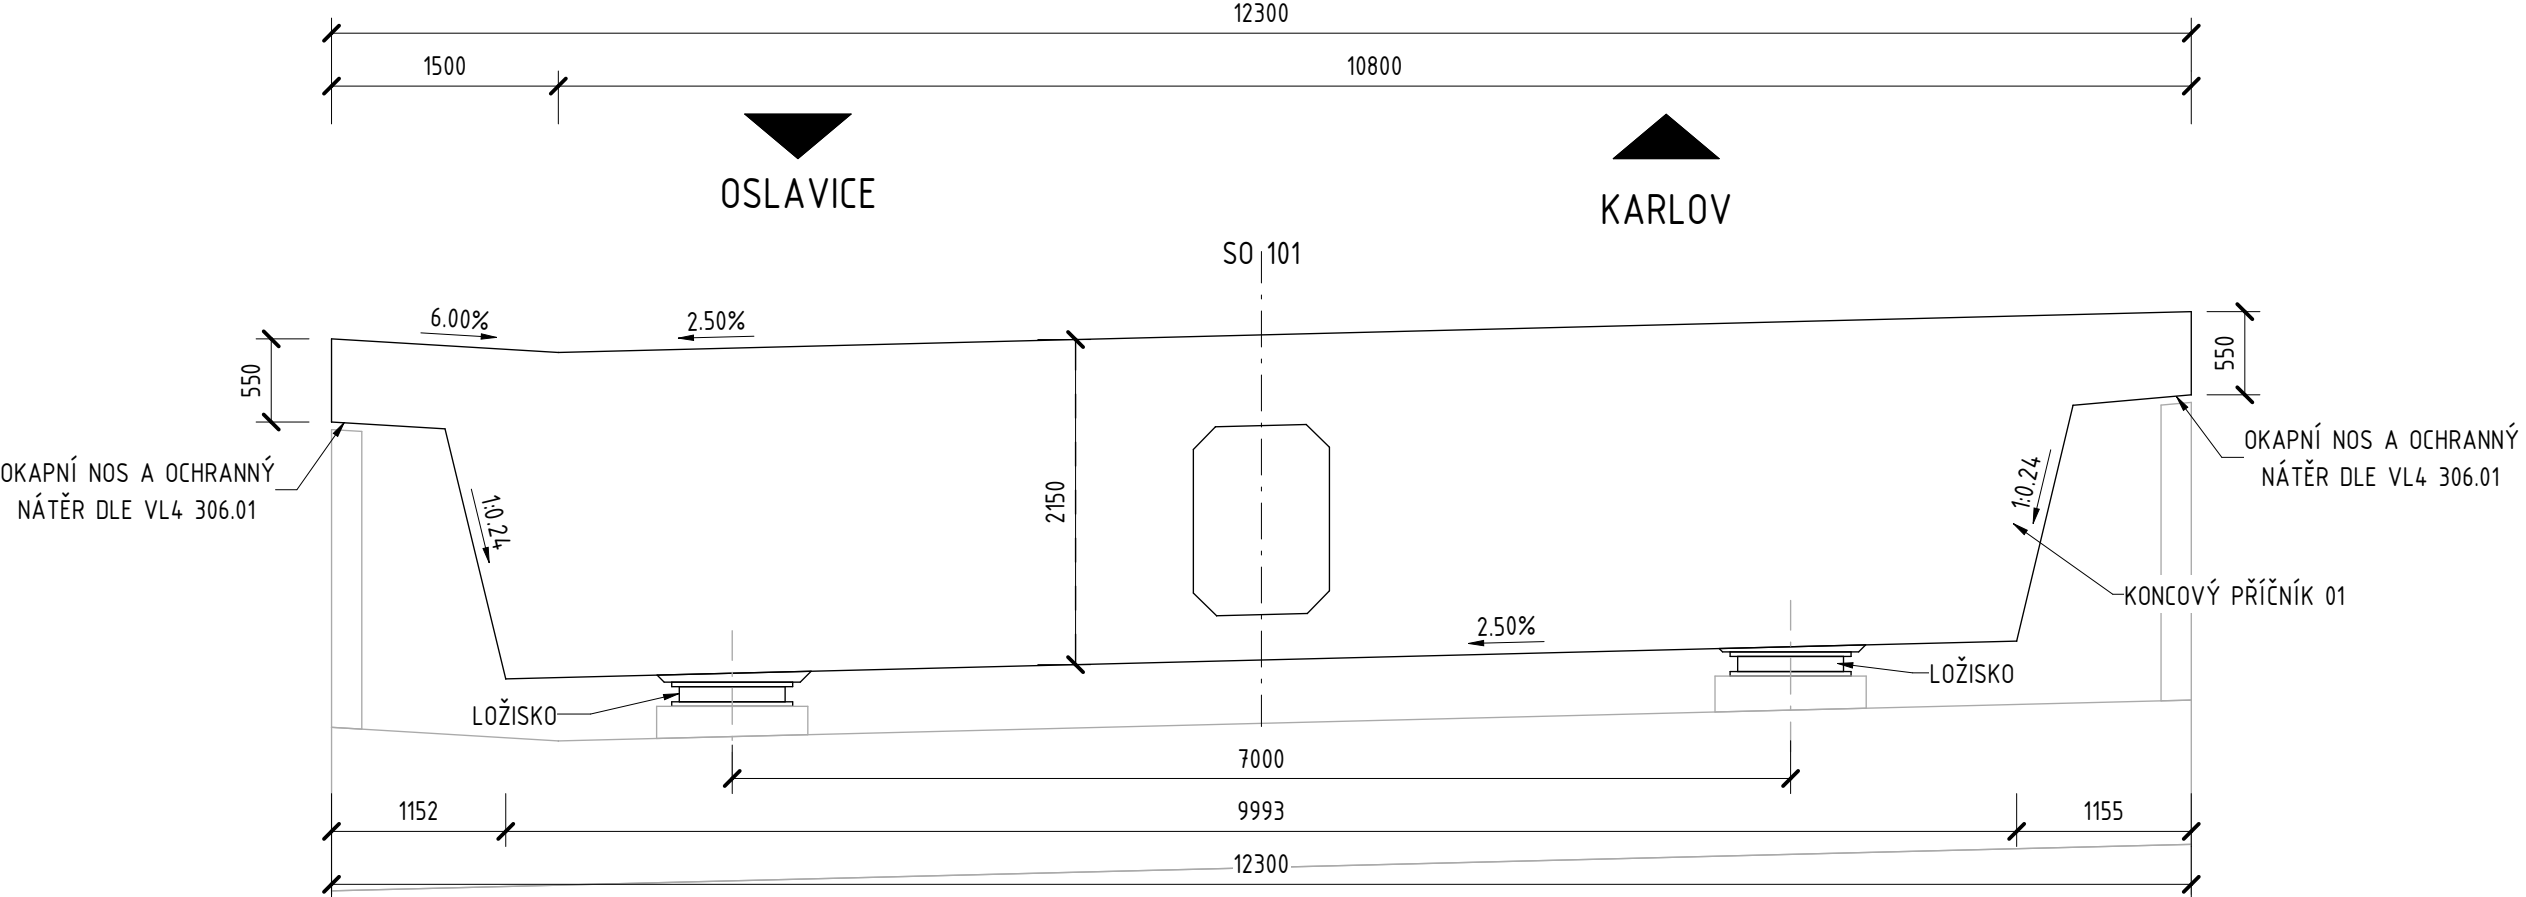 12300
1500
10800
OSLAVICE
KARLOV
SO 101
6.00%
2.50%
550
550
OKAPNÍ NOS A OCHRANNÝ
NÁTĚR DLE VL4 306.01
OKAPNÍ NOS A OCHRANNÝ
NÁTĚR DLE VL4 306.01
1:0.24
2150
1:0.24
KONCOVÝ PŘÍČNÍK 01
2.50%
LOŽISKO
LOŽISKO
7000
1152
9993
1155
12300